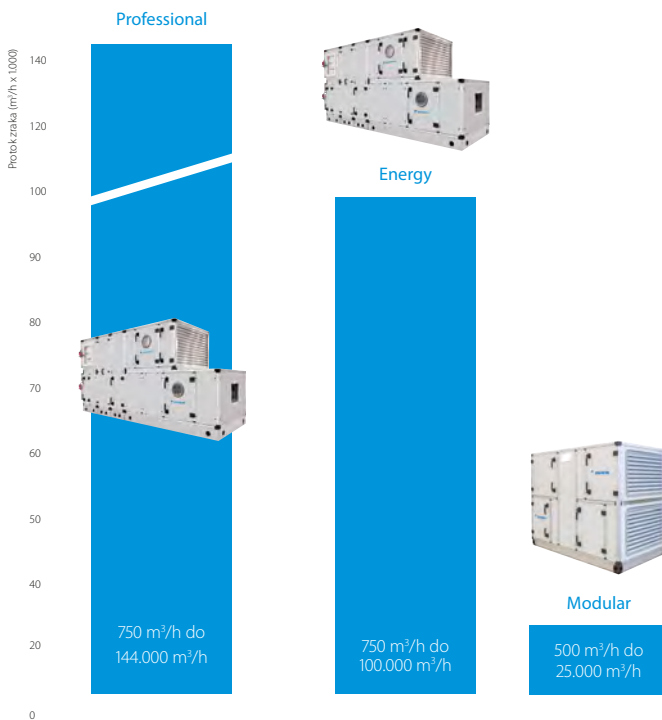 Professional
Protok zraka (m³/h x 1000)
140
120
100
90
80
70
60
50
40
20
0
750 m³/h do
144.000 m³/h
Energy
750 m³/h do
100.000 m³/h
Modular
500 m³/h do
25.000 m³/h